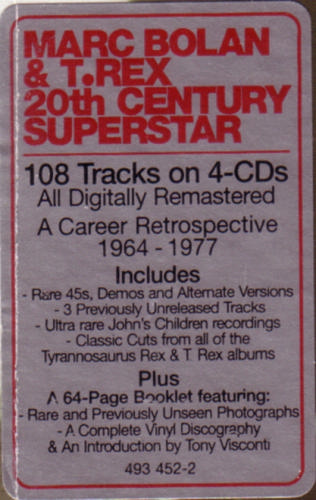 MARC BOLAN
& T.REX
20th CENTURY
SUPERSTAR
108 Tracks on 4-CDs
All Digitally Remastered
A Career Retrospective
1964 - 1977
Includes
- Rare 45s, Demos and Alternate Versions
- 3 Previously Unreleased Tracks
- Ultra rare John's Children recordings
- Classic Cuts from all of the
Tyrannosaurus Rex & T. Rex albums
Plus
A 64-Page Booklet featuring:
- Rare and Previously Unseen Photographs
- A Complete Vinyl Discography
& An Introduction by Tony Visconti
493 452-2